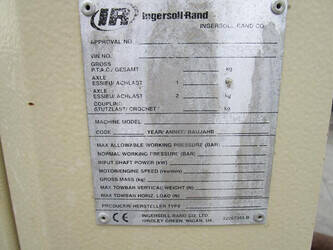 IR Ingersoll-Rand
INGERSOLL-RAND CO.
APPROVAL NO.
VIN NO.
GROSS
P.T.A.C./ GESAMT kg
AXLE
ESSIEU/ ACHLAST 1 kg
AXLE
ESSIEU/ ACHLAST 2 kg
COUPLING
STUTZLAST/ CROCHET kg
MACHINE MODEL
CODE YEAR/ ANNEE/ BAUJAHR
MAX ALLOWABLE WORKING PRESSURE (BAR)
NORMAL WORKING PRESSURE (BAR)
INPUT SHAFT POWER (kW)
MOTOR/ENGINE SPEED (rev/min)
GROSS MASS (kg)
MAX TOWBAR VERTICAL WEIGHT (N)
MAX TOWBAR HORIZ. LOAD (N)
PRODUCER/ HERSTELLER TYPE
CE INGERSOLL RAND CO. LTD.
HINDLEY GREEN, WIGAN, UK.